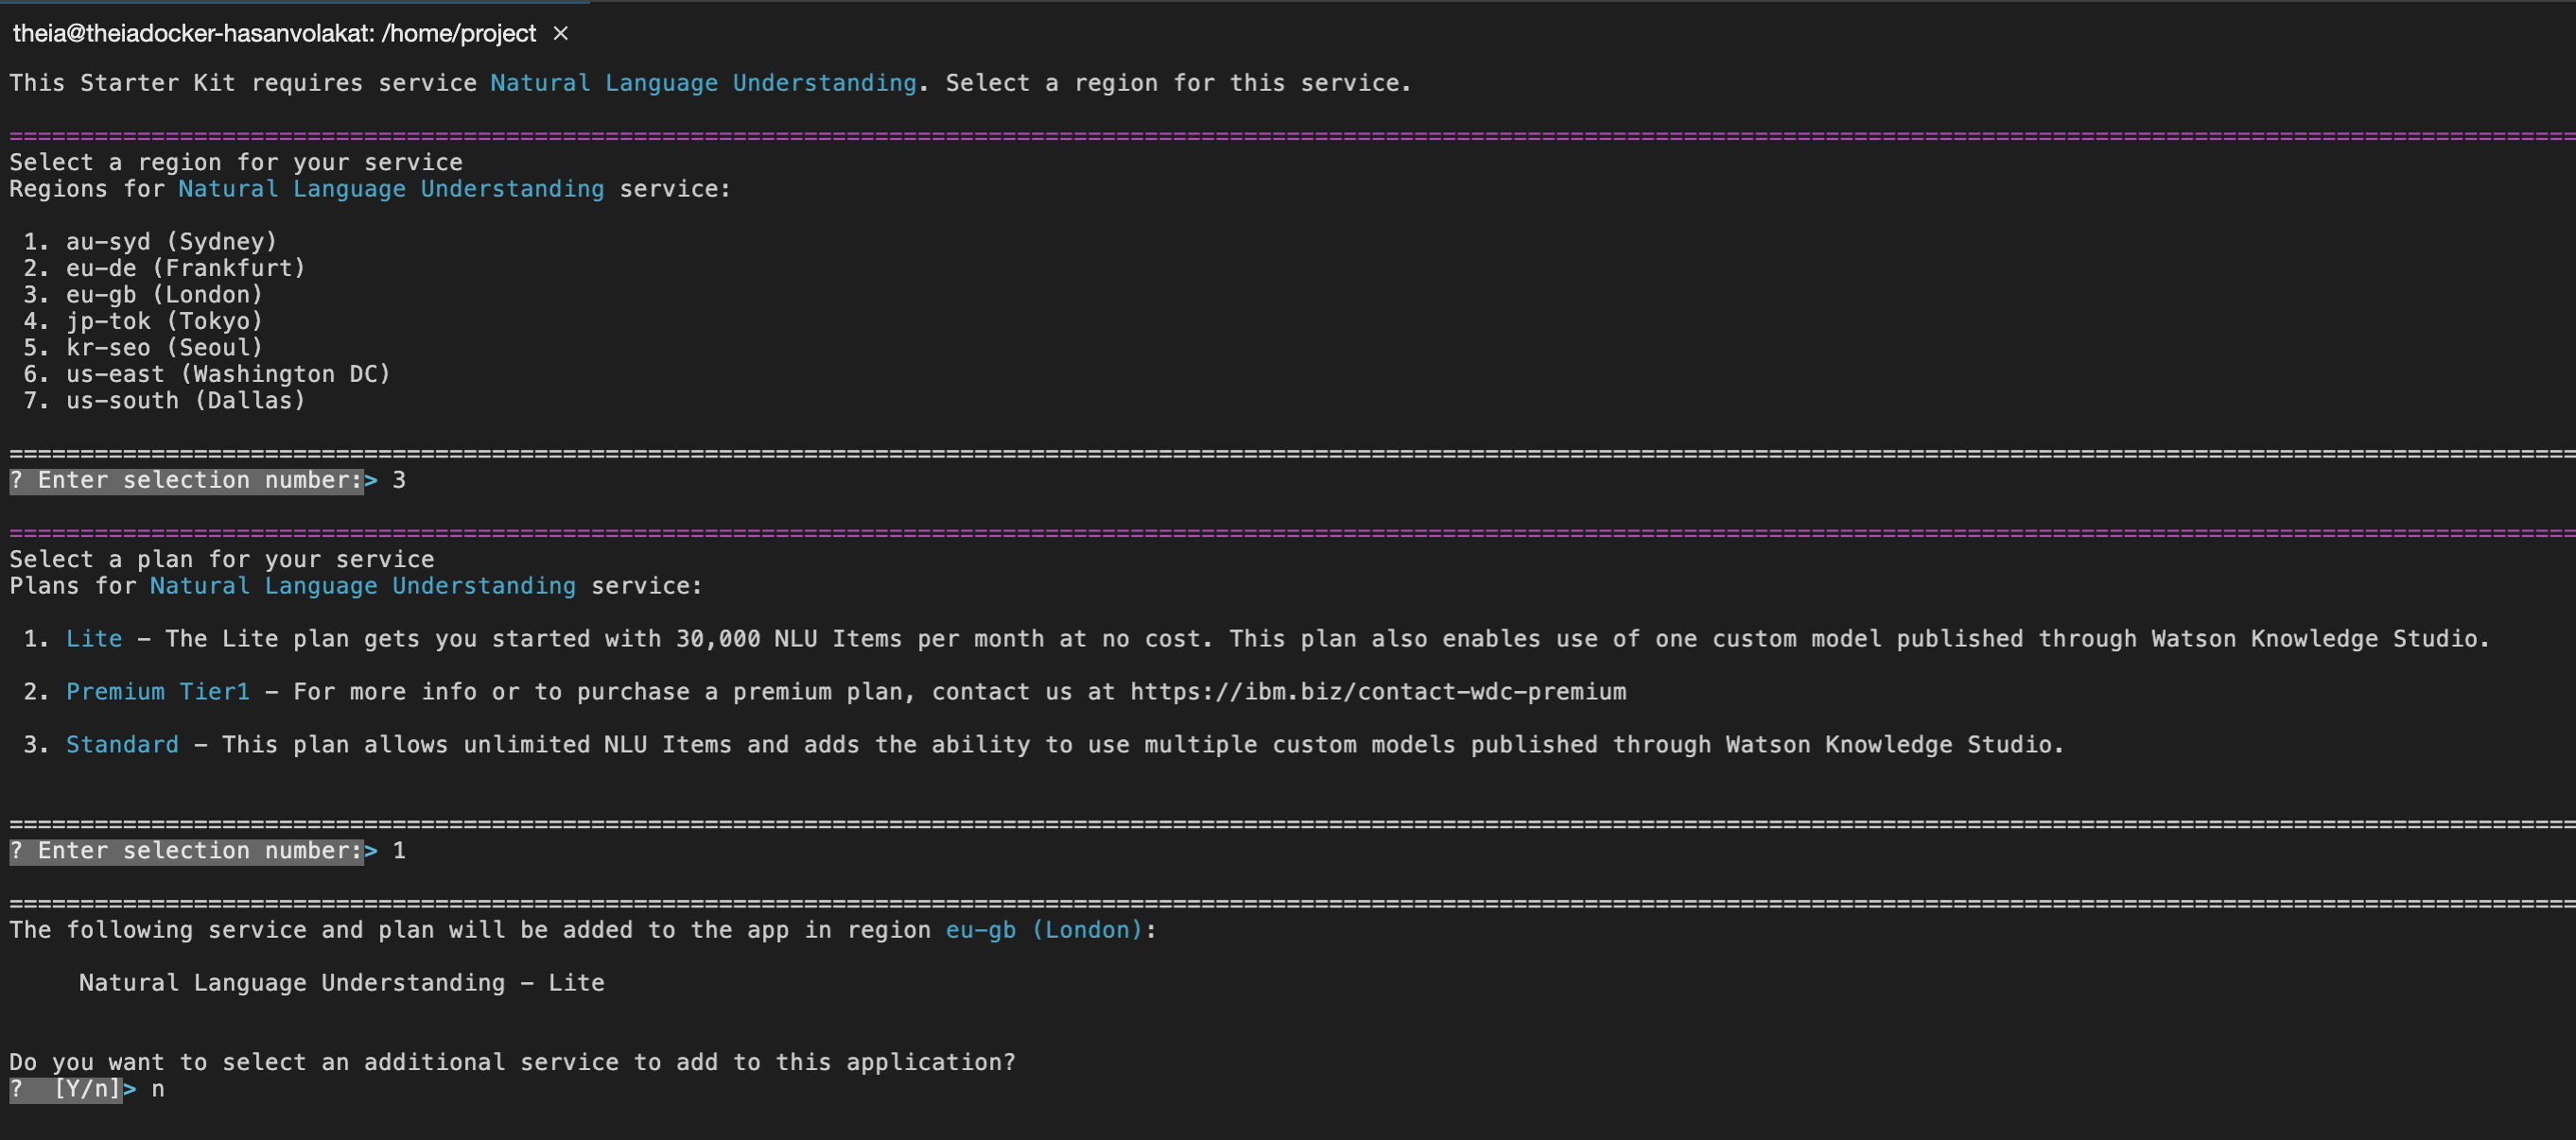 theia@theiadocker-hasanvolakat: /home/project ×
This Starter Kit requires service Natural Language Understanding. Select a region for this service.
Select a region for your service
Regions for Natural Language Understanding service:
1. au-syd (Sydney)
2. eu-de (Frankfurt)
3. eu-gb (London)
4. jp-tok (Tokyo)
5. kr-seo (Seoul)
6. us-east (Washington DC)
7. us-south (Dallas)
? Enter selection number:> 3
Select a plan for your service
Plans for Natural Language Understanding service:
1. Lite - The Lite plan gets you started with 30,000 NLU Items per month at no cost. This plan also enables use of one custom model published through Watson Knowledge Studio.
2. Premium Tier1 - For more info or to purchase a premium plan, contact us at https://ibm.biz/contact-wdc-premium
3. Standard - This plan allows unlimited NLU Items and adds the ability to use multiple custom models published through Watson Knowledge Studio.
? Enter selection number:> 1
The following service and plan will be added to the app in region eu-gb (London):
Natural Language Understanding - Lite
Do you want to select an additional service to add to this application?
? [Y/n]> n